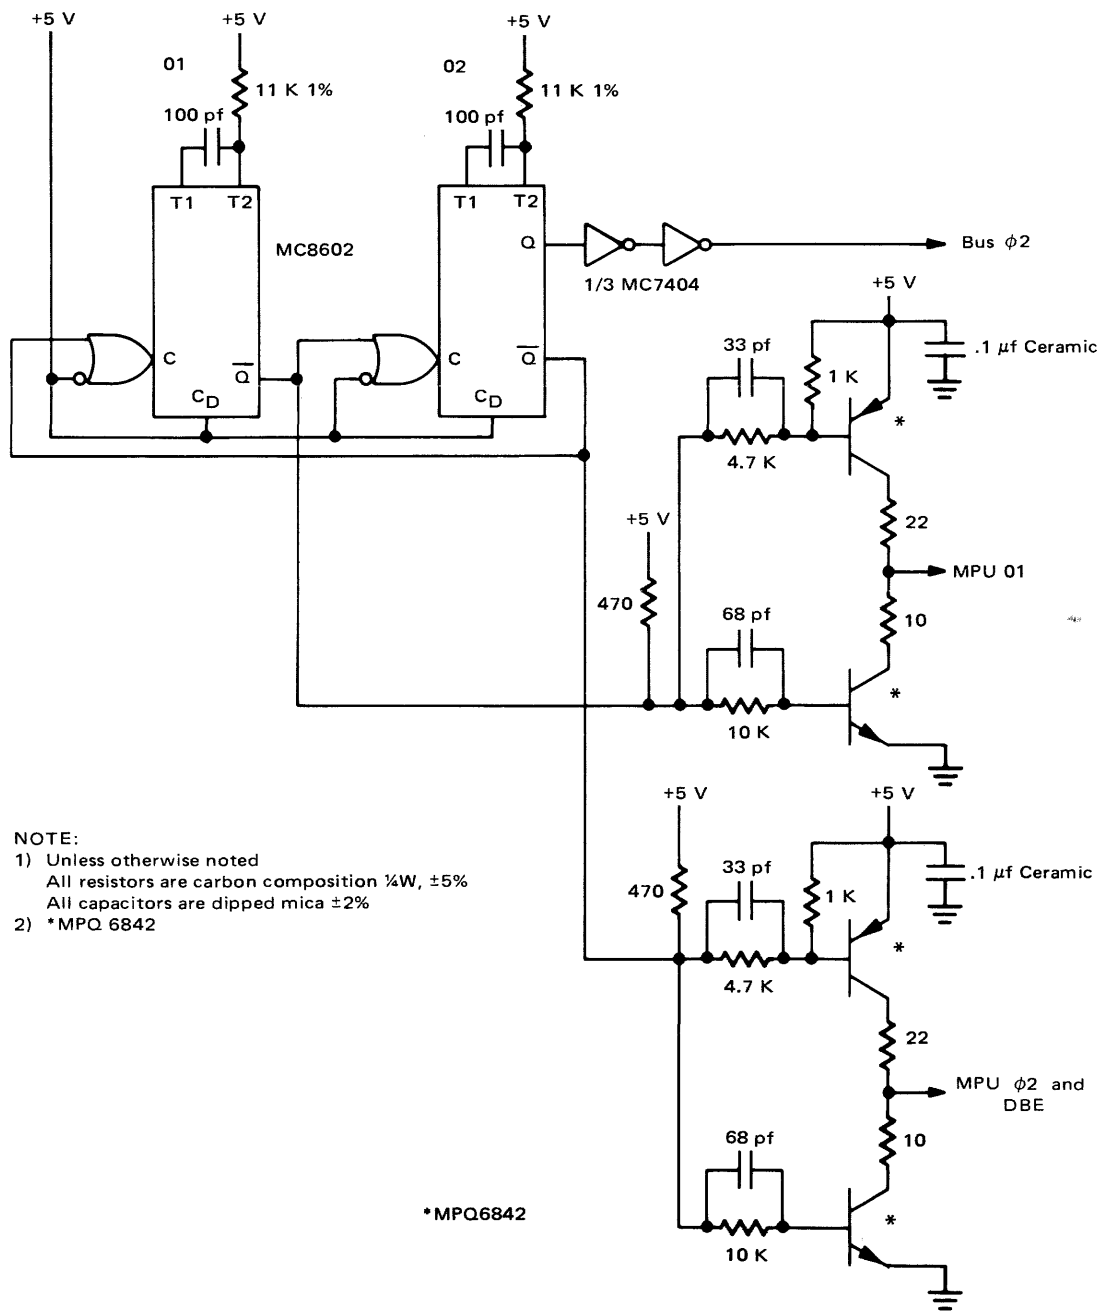 +5 V
+5 V
+5 V
01
11 K 1%
100 pf
02
11 K 1%
100 pf
T1 T2
T1 T2
MC8602
Q
Bus ϕ2
1/3 MC7404
+5 V
C
Q̅
C_D
C
Q̅
C_D
33 pf
.1 μf Ceramic
1 K
*
4.7 K
22
+5 V
MPU 01
470
68 pf
10
*
10 K
+5 V
+5 V
NOTE:
1) Unless otherwise noted
All resistors are carbon composition ¼W, ±5%
All capacitors are dipped mica ±2%
2) *MPQ 6842
33 pf
.1 μf Ceramic
470
1 K
*
4.7 K
22
MPU ϕ2 and
DBE
68 pf
10
*MPQ6842
*
10 K